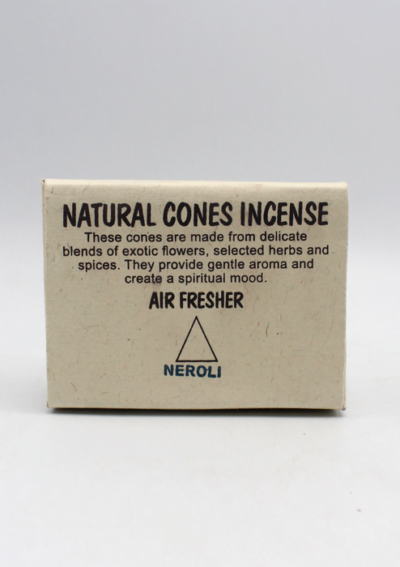 NATURAL CONES INCENSE
These cones are made from delicate
blends of exotic flowers, selected herbs and
spices. They provide gentle aroma and
create a spiritual mood.
AIR FRESHER
NEROLI